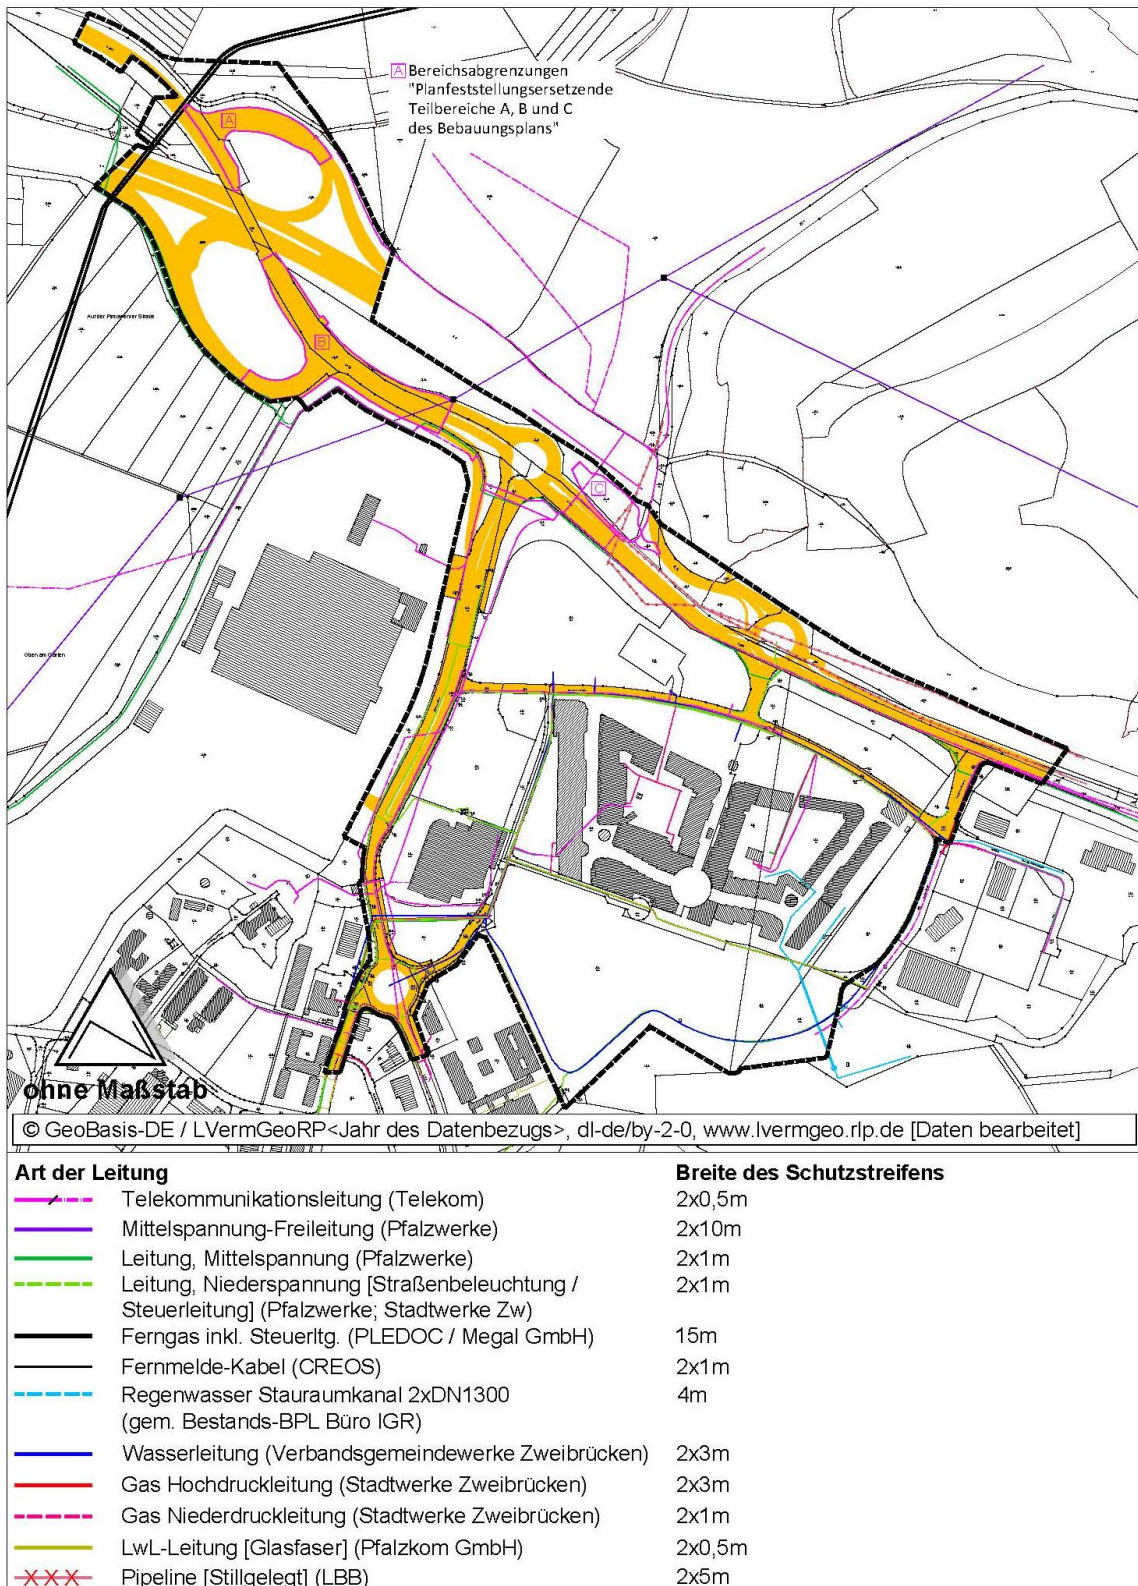 A Bereichsabgrenzungen
"Planfeststellungsersetzende
Teilbereiche A, B und C
des Bebauungsplans"
A
B
C
ohne Maßstab
© GeoBasis-DE / LVermGeoRP<Jahr des Datenbezugs>, dl-de/by-2-0, www.lvermgeo.rlp.de [Daten bearbeitet]
Art der Leitung Breite des Schutzstreifens
Telekommunikationsleitung (Telekom) 2x0,5m
Mittelspannung-Freileitung (Pfalzwerke) 2x10m
Leitung, Mittelspannung (Pfalzwerke) 2x1m
Leitung, Niederspannung [Straßenbeleuchtung / 2x1m
Steuerleitung] (Pfalzwerke; Stadtwerke Zw)
Ferngas inkl. Steuerltg. (PLEDOC / Megal GmbH) 15m
Fernmelde-Kabel (CREOS) 2x1m
Regenwasser Stauraumkanal 2xDN1300 4m
(gem. Bestands-BPL Büro IGR)
Wasserleitung (Verbandsgemeindewerke Zweibrücken) 2x3m
Gas Hochdruckleitung (Stadtwerke Zweibrücken) 2x3m
Gas Niederdruckleitung (Stadtwerke Zweibrücken) 2x1m
LwL-Leitung [Glasfaser] (Pfalzkom GmbH) 2x0,5m
Pipeline [Stillgelegt] (LBB) 2x5m